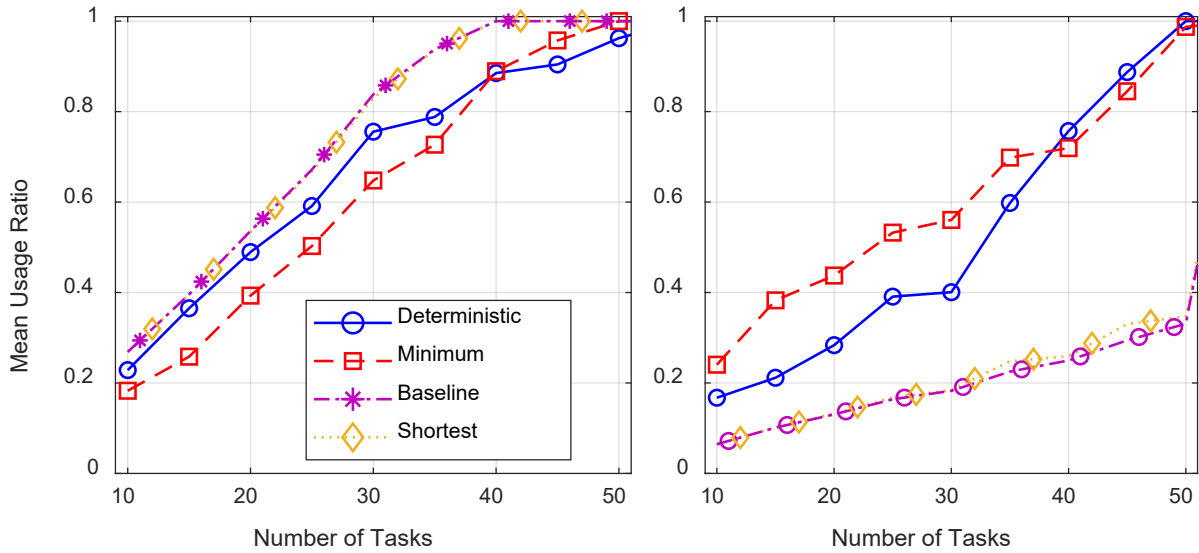 Mean Usage Ratio
1
0.8
0.6
0.4
0.2
0
10 20 30 40 50
Number of Tasks
Deterministic
Minimum
Baseline
Shortest
1
0.8
0.6
0.4
0.2
0
10 20 30 40 50
Number of Tasks